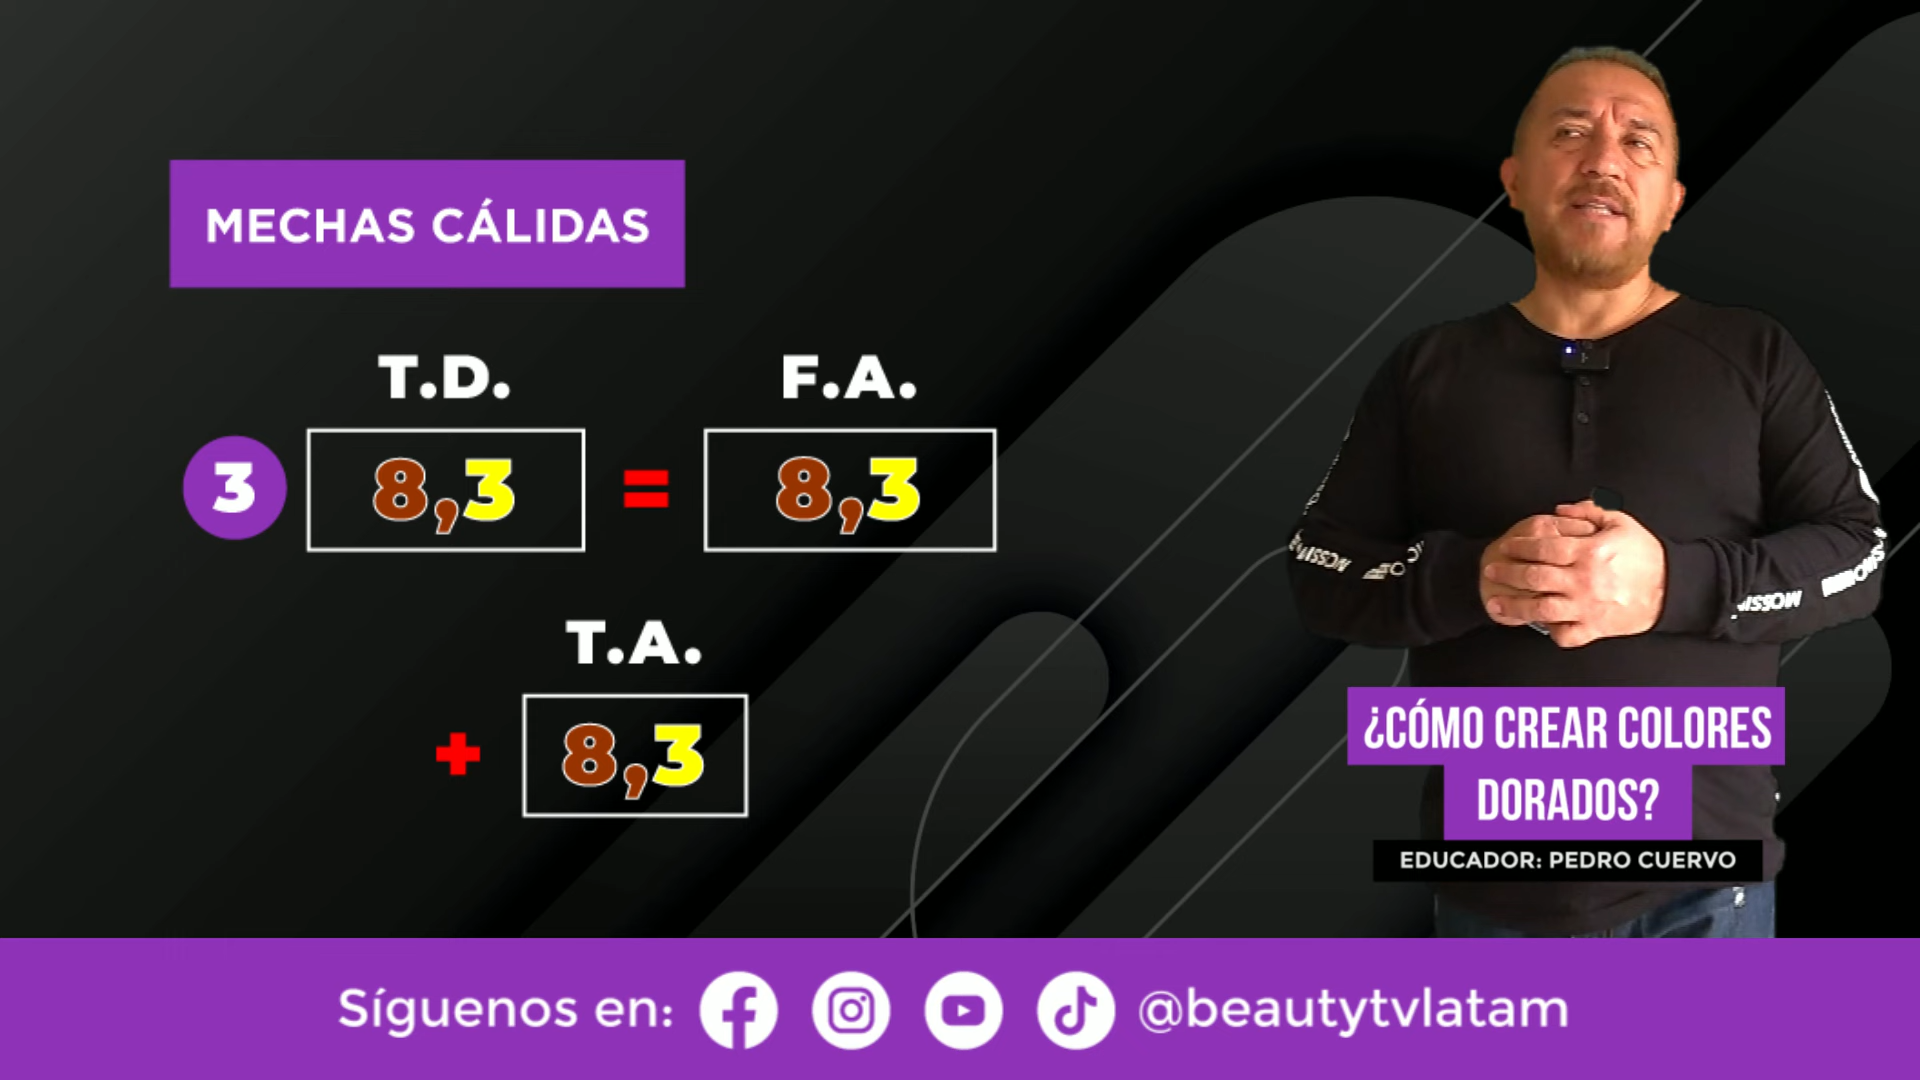 MECHAS CÁLIDAS
T.D.
F.A.
3
8,3
=
8,3
T.A.
+
8,3
¿CÓMO CREAR COLORES
DORADOS?
EDUCADOR: PEDRO CUERVO
Síguenos en: @beautytvlatam